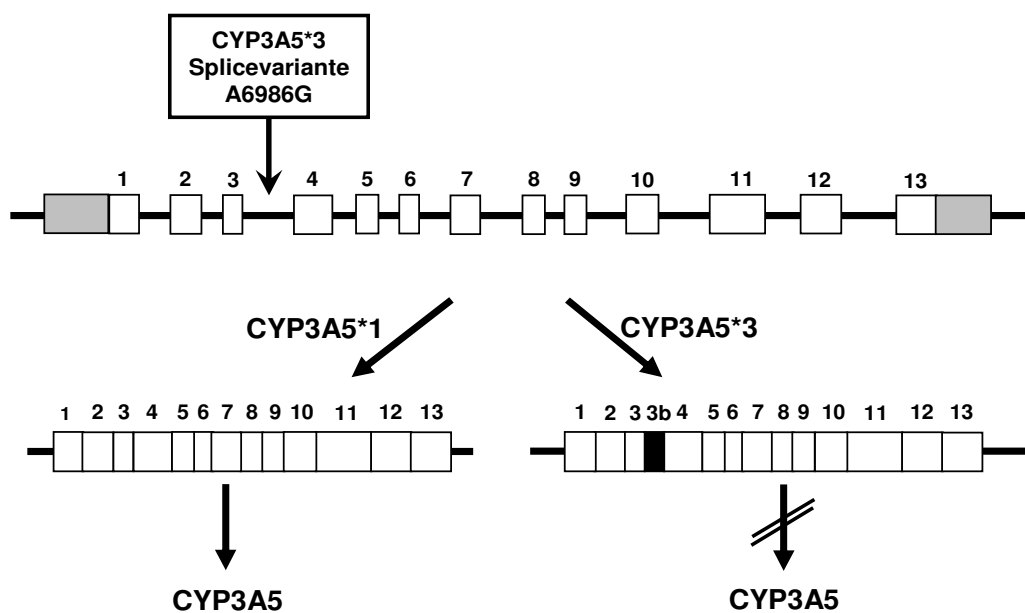 CYP3A5*3
Splicevariante
A6986G
1 2 3 4 5 6 7 8 9 10 11 12 13
CYP3A5*1 CYP3A5*3
1 2 3 4 5 6 7 8 9 10 11 12 13
1 2 3 3b 4 5 6 7 8 9 10 11 12 13
CYP3A5 CYP3A5